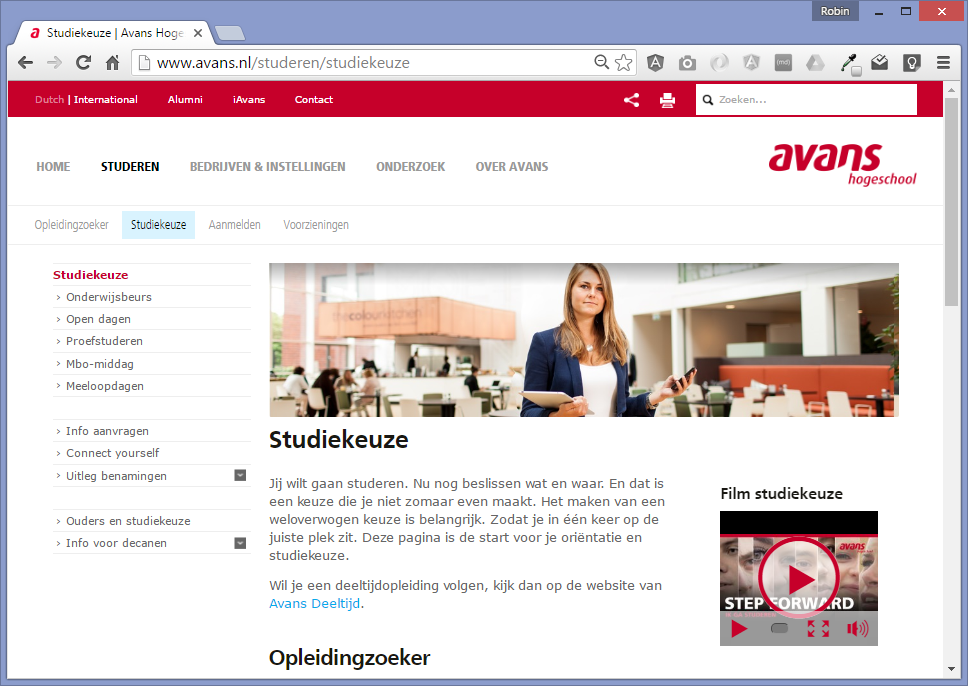 Robin
Studiekeuze | Avans Hoge
www.avans.nl/studeren/studiekeuze
Dutch | International Alumni iAvans Contact Zoeken...
HOME STUDEREN BEDRIJVEN & INSTELLINGEN ONDERZOEK OVER AVANS
avans
hogeschool
Opleidingzoeker Studiekeuze Aanmelden Voorzieningen
Studiekeuze
› Onderwijsbeurs
› Open dagen
› Proefstuderen
› Mbo-middag
› Meeloopdagen
› Info aanvragen
› Connect yourself
› Uitleg benamingen
› Ouders en studiekeuze
› Info voor decanen
thecolourkitchen
Studiekeuze
Jij wilt gaan studeren. Nu nog beslissen wat en waar. En dat is
een keuze die je niet zomaar even maakt. Het maken van een
weloverwogen keuze is belangrijk. Zodat je in één keer op de
juiste plek zit. Deze pagina is de start voor je oriëntatie en
studiekeuze.
Wil je een deeltijdopleiding volgen, kijk dan op de website van
Avans Deeltijd.
Opleidingzoeker
Film studiekeuze
avans
STEP FORWARD